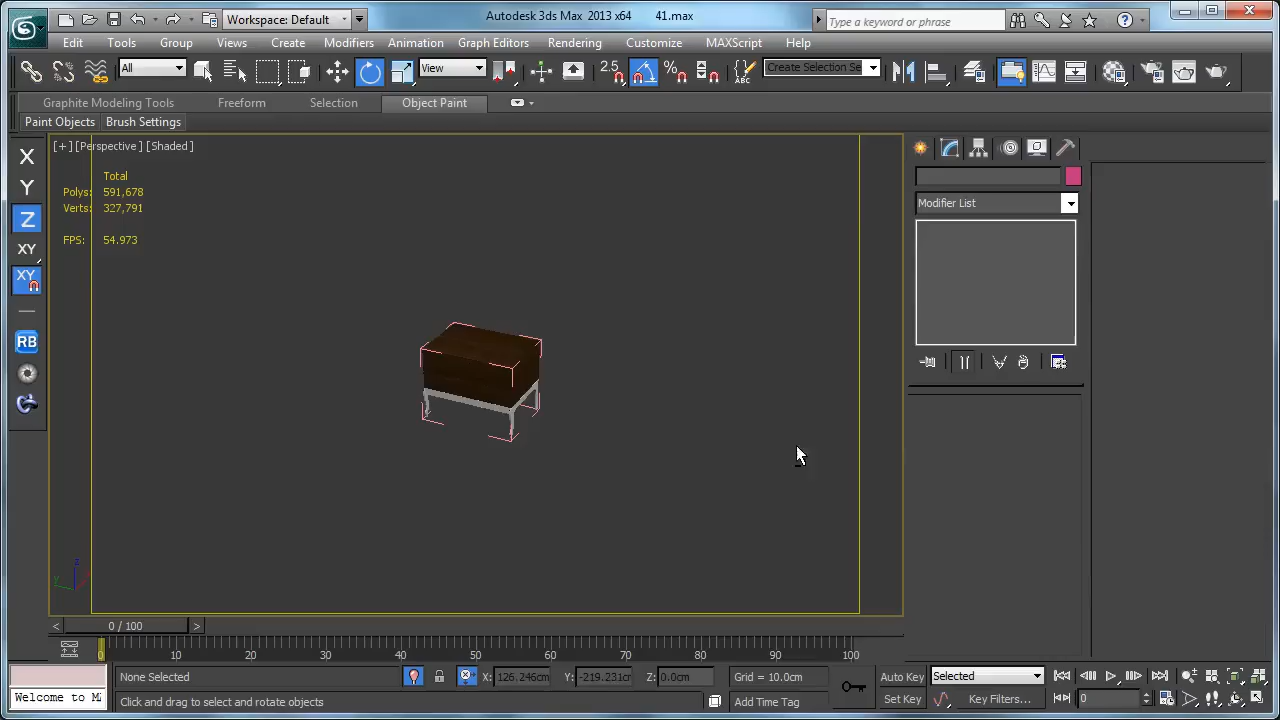 Workspace: Default
Autodesk 3ds Max 2013 x64 41.max
Type a keyword or phrase
Edit Tools Group Views Create Modifiers Animation Graph Editors Rendering Customize MAXScript Help
All View 2.5 Create Selection Se
Graphite Modeling Tools Freeform Selection Object Paint
Paint Objects Brush Settings
[+] [Perspective] [Shaded]
X
Y
Z
XY
XY
RB
Total
Polys: 591,678
Verts: 327,791
FPS: 54.973
Modifier List
z
y
< 0 / 100 >
0 10 20 30 40 50 60 70 80 90 100
None Selected X: 126.246cm Y: -219.231cm Z: 0.0cm Grid = 10.0cm Auto Key Selected
Welcome to M Click and drag to select and rotate objects Add Time Tag Set Key Key Filters... 0